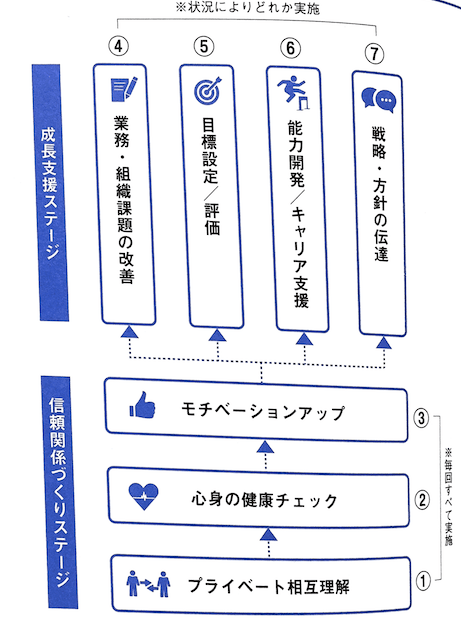 ※状況によりどれか実施
④
⑤
⑥
⑦
成長支援ステージ
業務・組織課題の改善
目標設定／評価
能力開発／キャリア支援
戦略・方針の伝達
信頼関係づくりステージ
モチベーションアップ
③
心身の健康チェック
②
プライベート相互理解
①
※毎回すべて実施